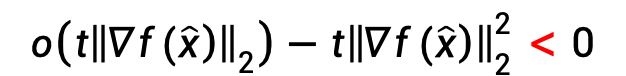 o(t‖∇f(x̂)‖₂) − t‖∇f(x̂)‖₂² < 0